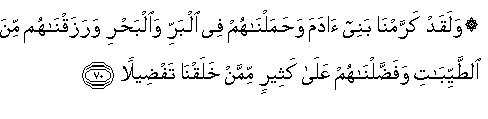 ۞ وَلَقَدْ كَرَّمْنَا بَنِىٓ ءَادَمَ وَحَمَلْنَـٰهُمْ فِى ٱلْبَرِّ وَٱلْبَحْرِ وَرَزَقْنَـٰهُم مِّنَ
ٱلطَّيِّبَـٰتِ وَفَضَّلْنَـٰهُمْ عَلَىٰ كَثِيرٍ مِّمَّنْ خَلَقْنَا تَفْضِيلًا ﴿٧٠﴾